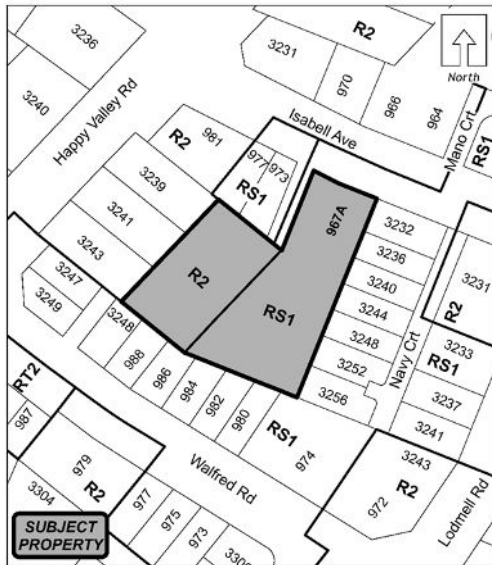 3236
R2
3231
970
966
964
North
3240
Happy Valley Rd
Isabell Ave
Mano Crt
RS1
R2
981
977
973
RS1
3239
967A
3232
3241
3236
3231
3243
R2
3240
R2
3247
3244
3249
RS1
3248
Navy Crt
3233
3248
RS1
988
3252
986
3237
984
3256
RT2
982
980
RS1
3241
987
974
3243
979
Walfred Rd
R2
R2
972
3304
977
975
973
Lodmell Rd
SUBJECT
PROPERTY